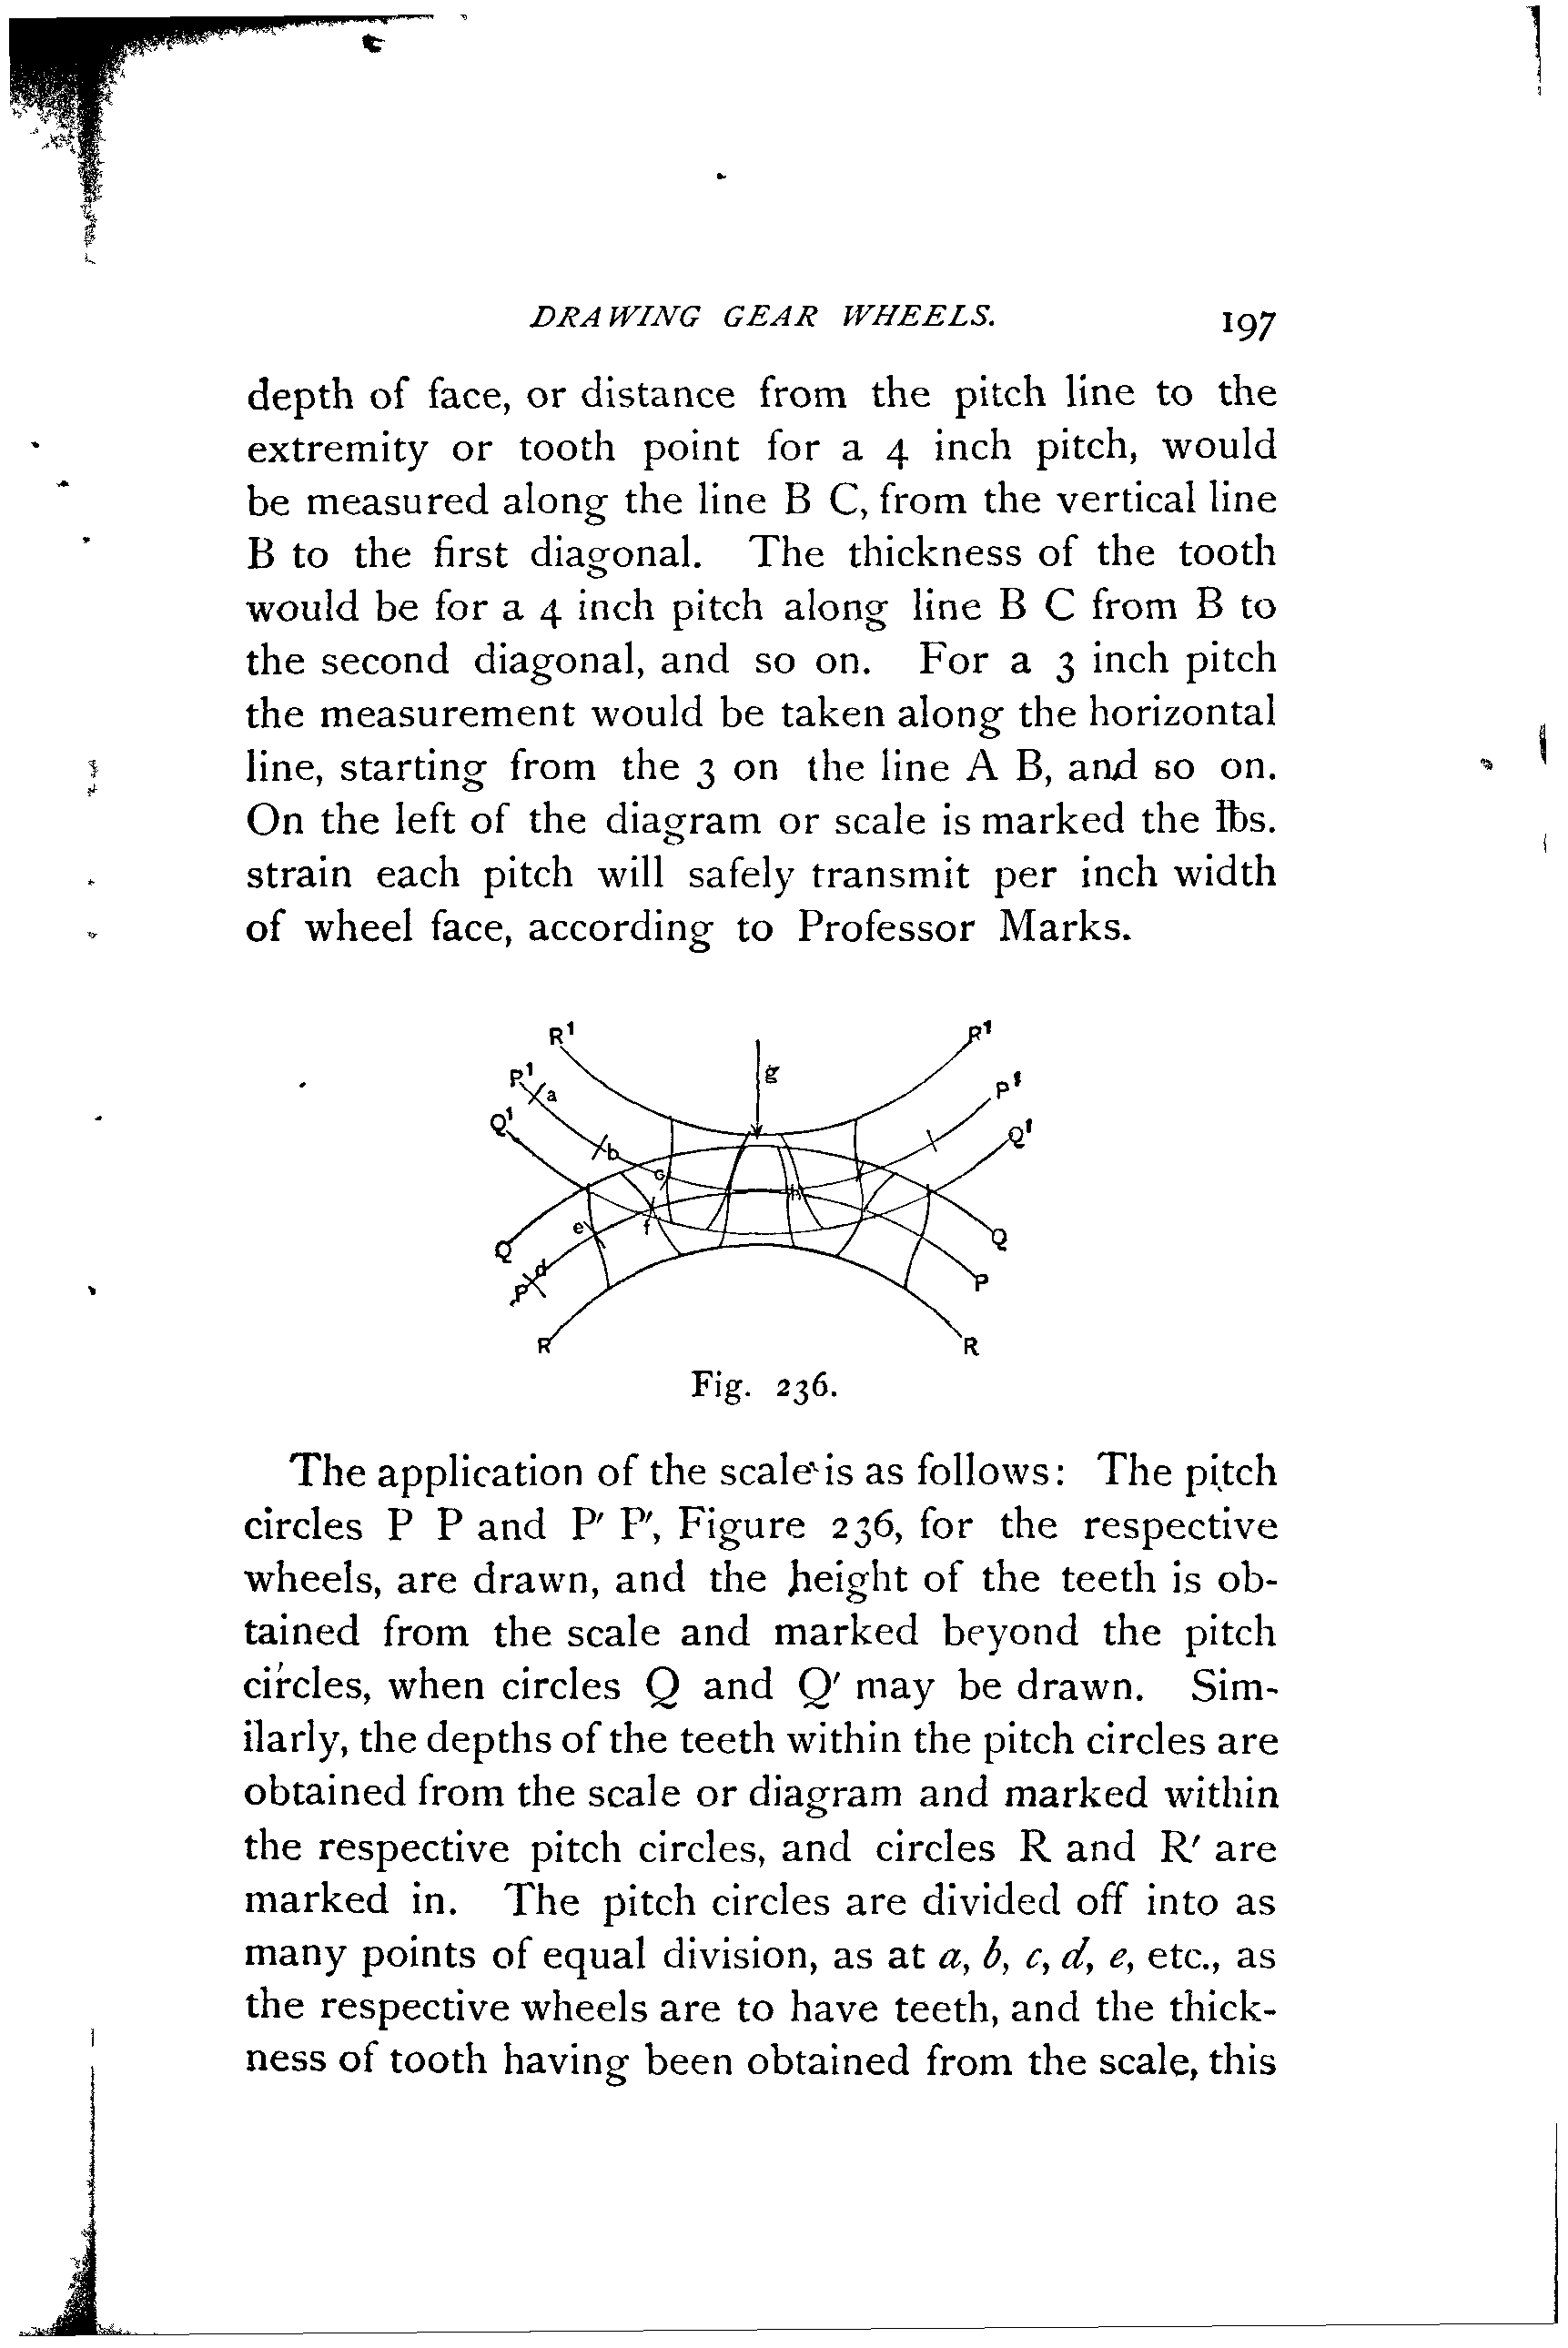 DRAWING GEAR WHEELS. 197
depth of face, or distance from the pitch line to the
extremity or tooth point for a 4 inch pitch, would
be measured along the line B C, from the vertical line
B to the first diagonal. The thickness of the tooth
would be for a 4 inch pitch along line B C from B to
the second diagonal, and so on. For a 3 inch pitch
the measurement would be taken along the horizontal
line, starting from the 3 on the line A B, and so on.
On the left of the diagram or scale is marked the lbs.
strain each pitch will safely transmit per inch width
of wheel face, according to Professor Marks.
R¹ R¹
g
P¹ a P¹
Q¹ Q¹
b
c h
e f
Q Q
d
P P
R R
Fig. 236.
The application of the scale is as follows: The pitch
circles P P and P′ P′, Figure 236, for the respective
wheels, are drawn, and the height of the teeth is ob-
tained from the scale and marked beyond the pitch
circles, when circles Q and Q′ may be drawn. Sim-
ilarly, the depths of the teeth within the pitch circles are
obtained from the scale or diagram and marked within
the respective pitch circles, and circles R and R′ are
marked in. The pitch circles are divided off into as
many points of equal division, as at a, b, c, d, e, etc., as
the respective wheels are to have teeth, and the thick-
ness of tooth having been obtained from the scale, this